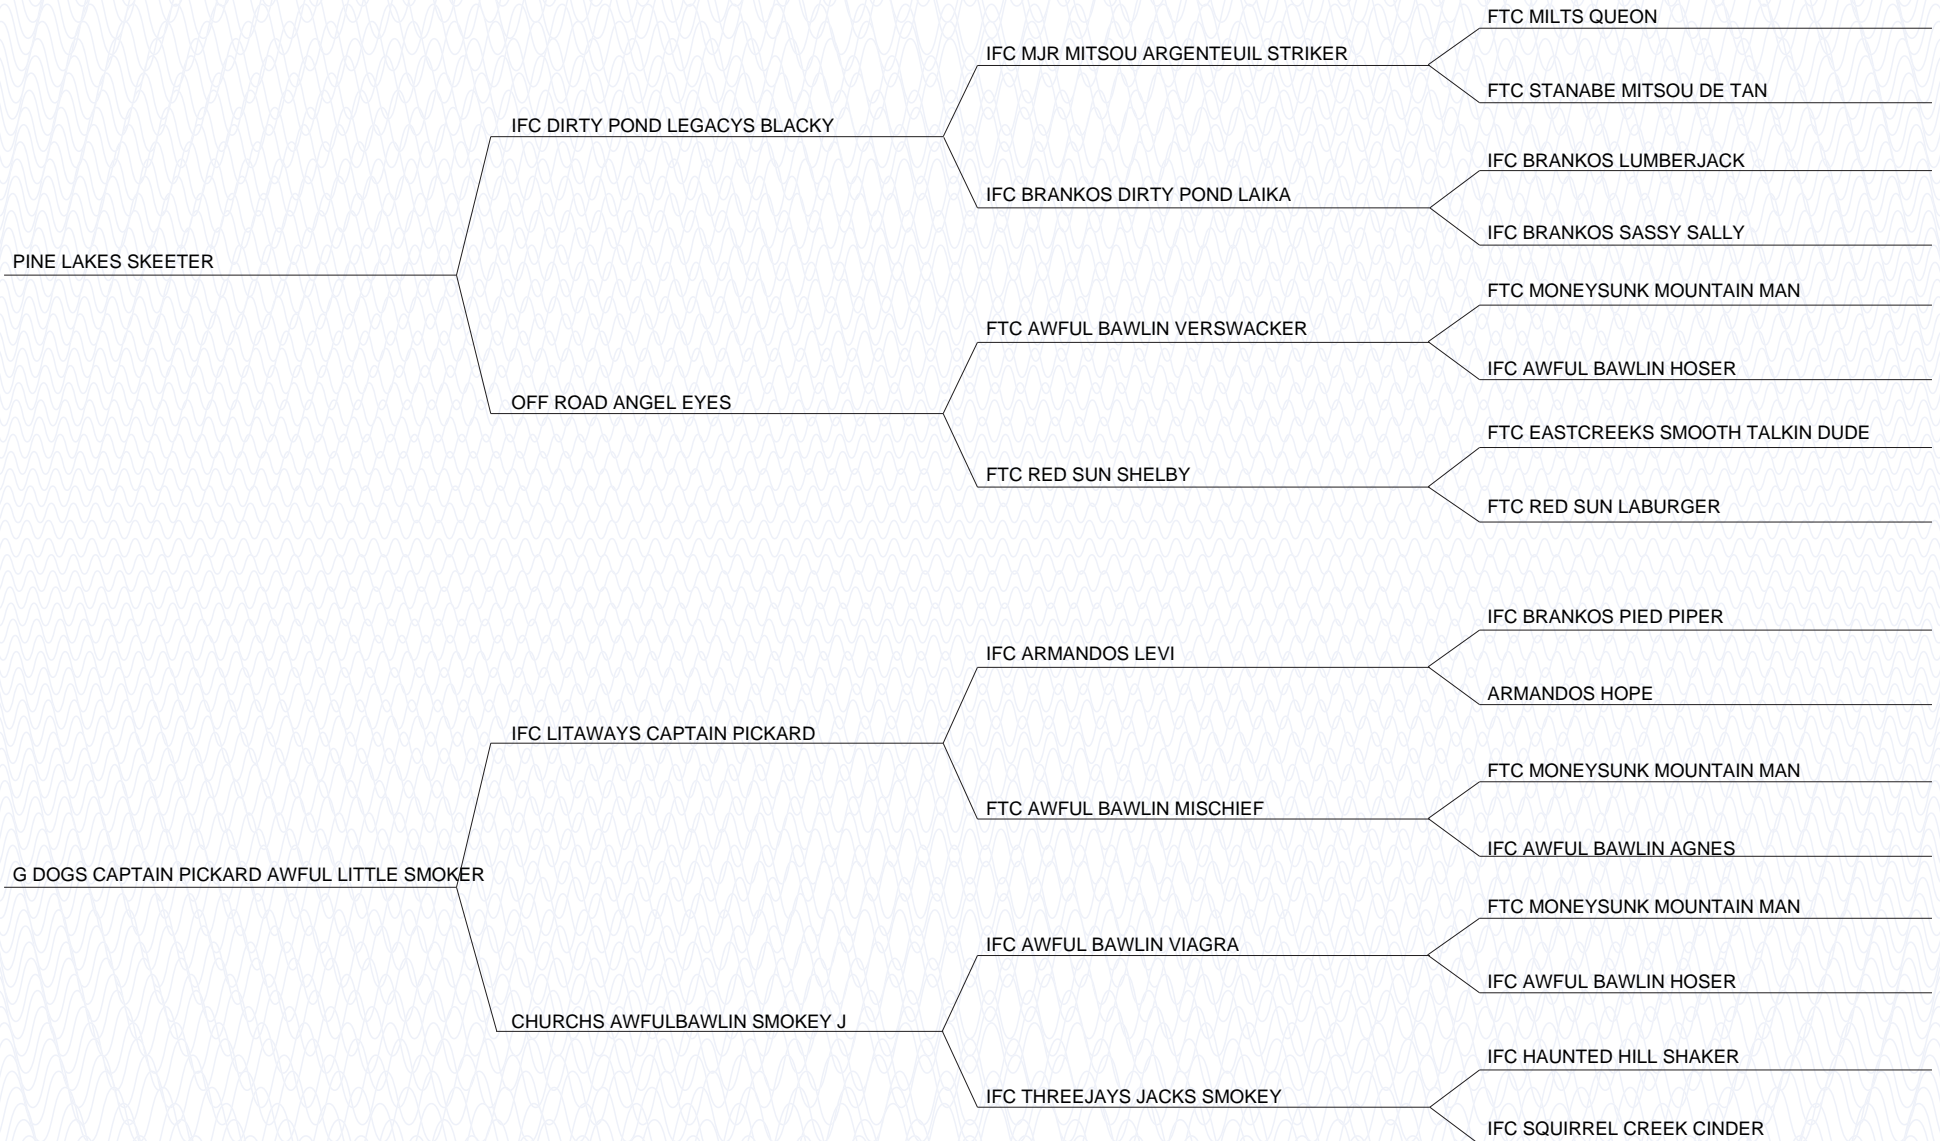 FTC MILTS QUEON
IFC MJR MITSOU ARGENTEUIL STRIKER
FTC STANABE MITSOU DE TAN
IFC DIRTY POND LEGACYS BLACKY
IFC BRANKOS LUMBERJACK
IFC BRANKOS DIRTY POND LAIKA
IFC BRANKOS SASSY SALLY
PINE LAKES SKEETER
FTC MONEYSUNK MOUNTAIN MAN
FTC AWFUL BAWLIN VERSWACKER
IFC AWFUL BAWLIN HOSER
OFF ROAD ANGEL EYES
FTC EASTCREEKS SMOOTH TALKIN DUDE
FTC RED SUN SHELBY
FTC RED SUN LABURGER
IFC BRANKOS PIED PIPER
IFC ARMANDOS LEVI
ARMANDOS HOPE
IFC LITAWAYS CAPTAIN PICKARD
FTC MONEYSUNK MOUNTAIN MAN
FTC AWFUL BAWLIN MISCHIEF
IFC AWFUL BAWLIN AGNES
G DOGS CAPTAIN PICKARD AWFUL LITTLE SMOKER
FTC MONEYSUNK MOUNTAIN MAN
IFC AWFUL BAWLIN VIAGRA
IFC AWFUL BAWLIN HOSER
CHURCHS AWFULBAWLIN SMOKEY J
IFC HAUNTED HILL SHAKER
IFC THREEJAYS JACKS SMOKEY
IFC SQUIRREL CREEK CINDER